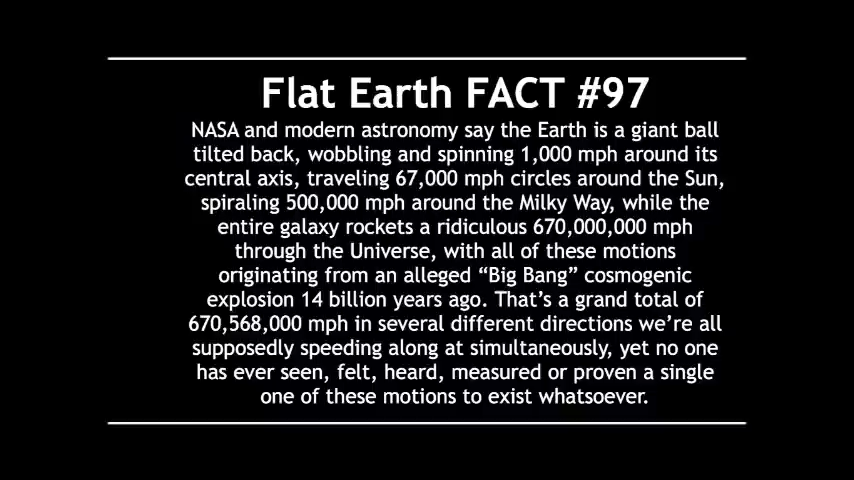 Flat Earth FACT #97
NASA and modern astronomy say the Earth is a giant ball
tilted back, wobbling and spinning 1,000 mph around its
central axis, traveling 67,000 mph circles around the Sun,
spiraling 500,000 mph around the Milky Way, while the
entire galaxy rockets a ridiculous 670,000,000 mph
through the Universe, with all of these motions
originating from an alleged “Big Bang” cosmogenic
explosion 14 billion years ago. That’s a grand total of
670,568,000 mph in several different directions we’re all
supposedly speeding along at simultaneously, yet no one
has ever seen, felt, heard, measured or proven a single
one of these motions to exist whatsoever.